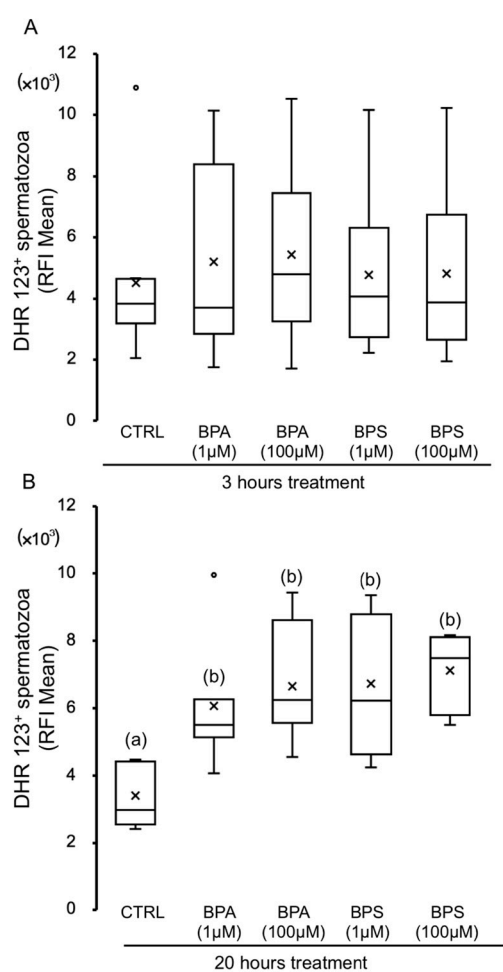 A
(×10³)
DHR 123⁺ spermatozoa
(RFI Mean)
12
10
8
6
4
2
0
CTRL BPA BPA BPS BPS
(1µM) (100µM) (1µM) (100µM)
3 hours treatment
B
(×10³)
DHR 123⁺ spermatozoa
(RFI Mean)
12
10
8
6
4
2
0
(a) (b) (b) (b) (b)
CTRL BPA BPA BPS BPS
(1µM) (100µM) (1µM) (100µM)
20 hours treatment